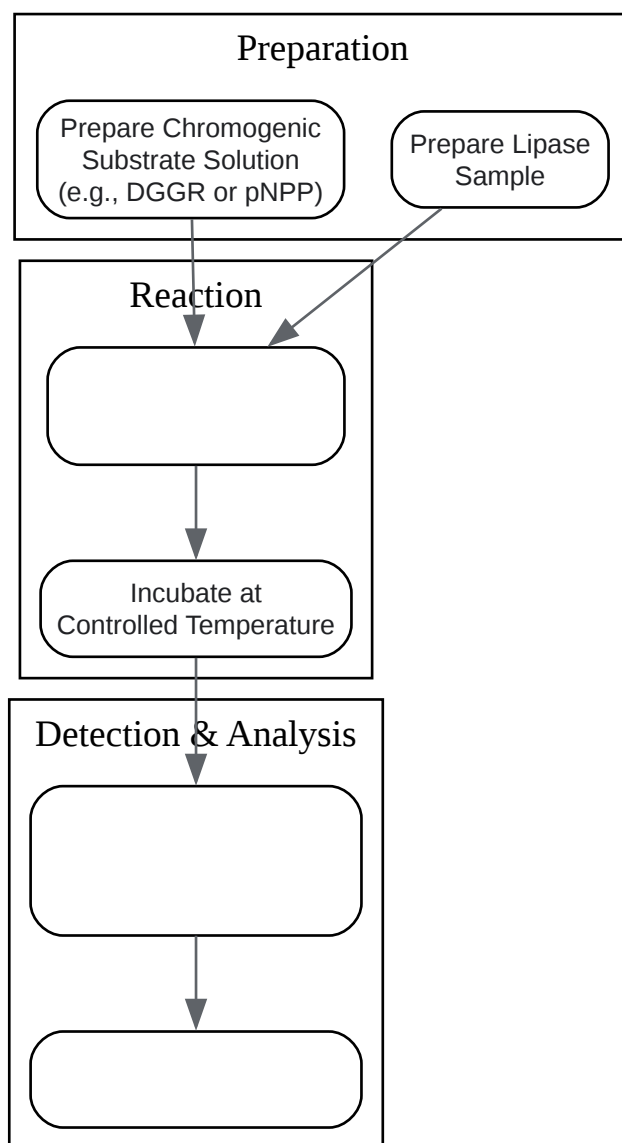 Preparation
Prepare Chromogenic
Substrate Solution
(e.g., DGGR or pNPP)
Prepare Lipase
Sample
Reaction
Incubate at
Controlled Temperature
Detection & Analysis